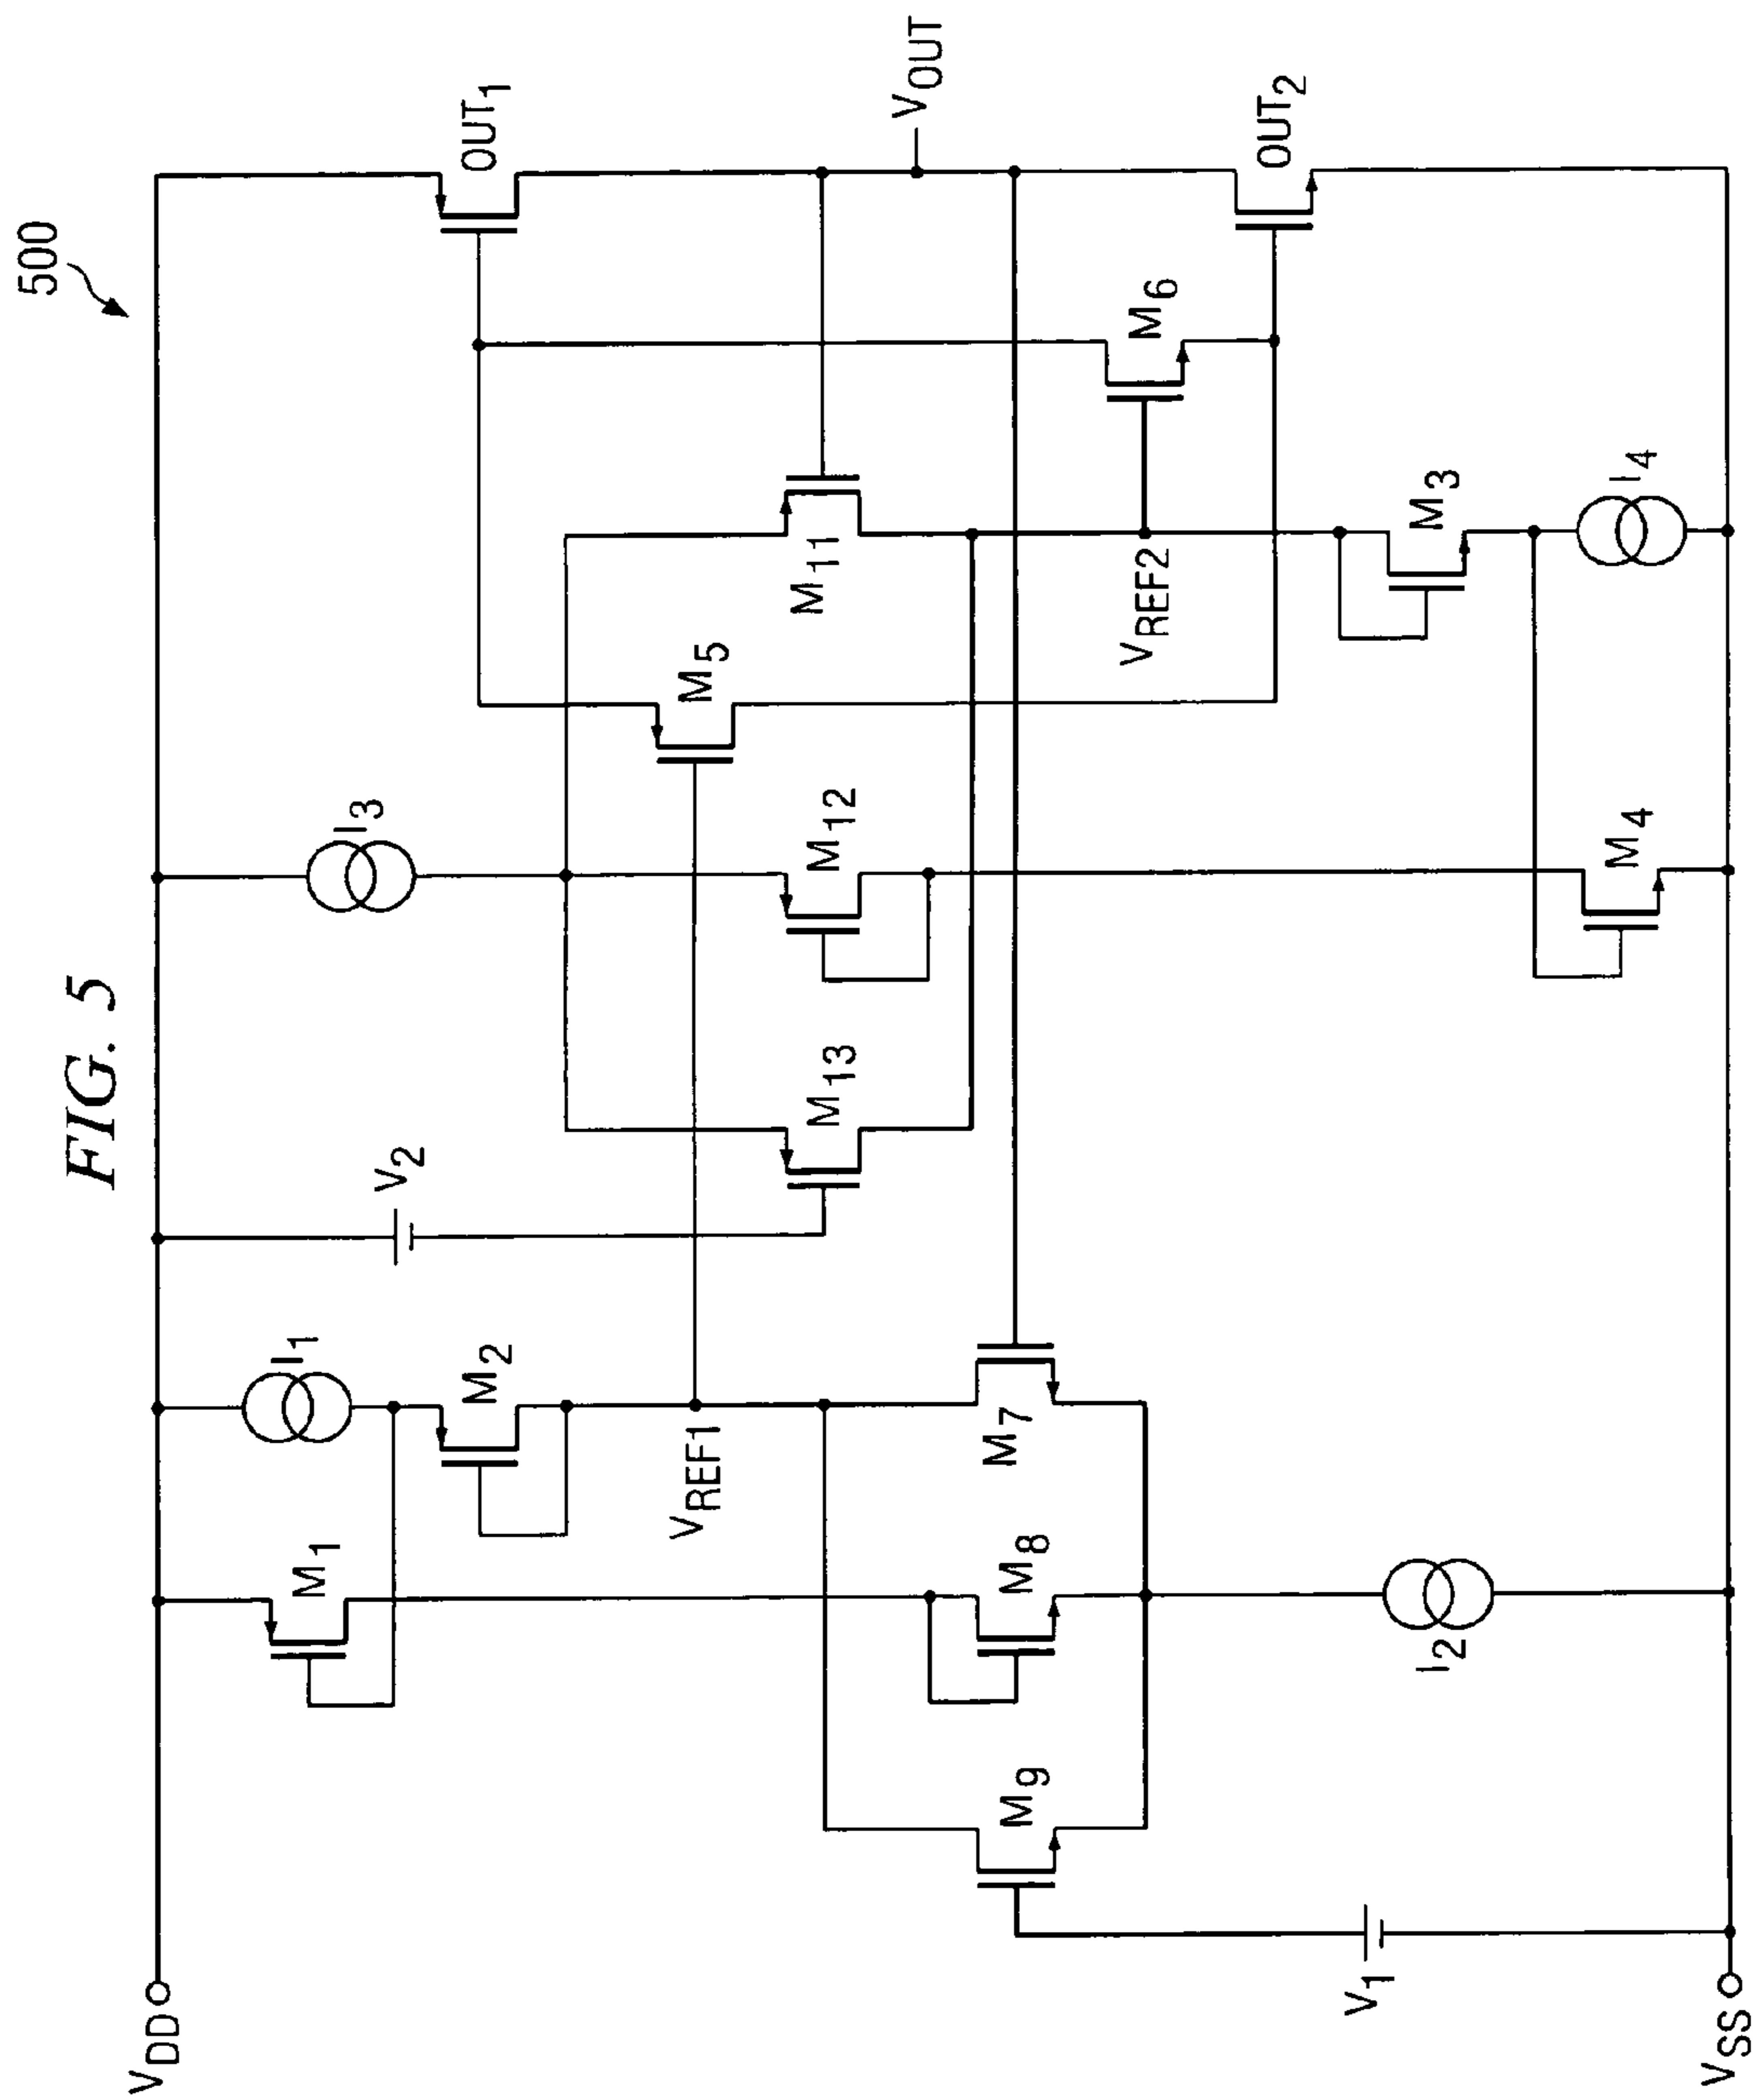 FIG. 5
500
VDD
M1
I1
M2
V2
I3
OUT1
VREF1
M13
M12
M5
M11
VOUT
M9
M8
M7
VREF2
M6
OUT2
V1
I2
M4
M3
I4
VSS